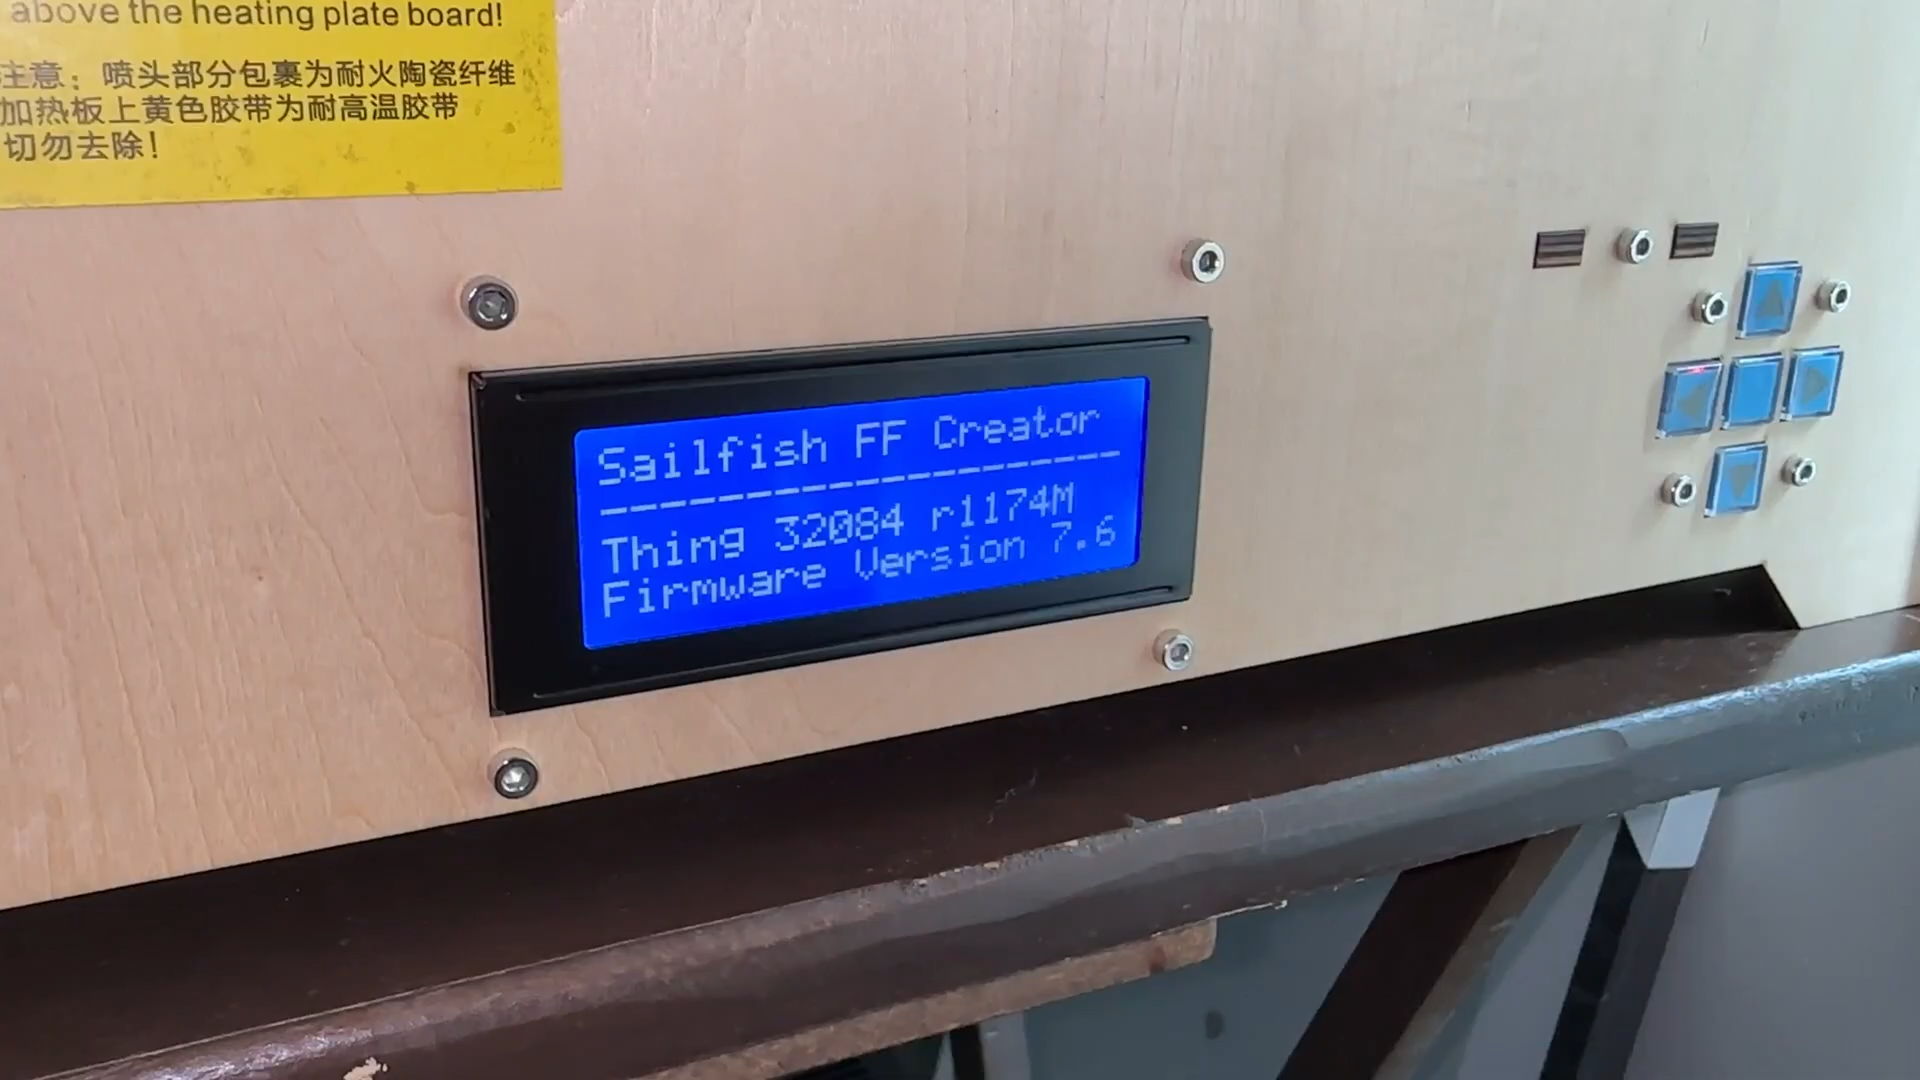 above the heating plate board!
注意：喷头部分包裹为耐火陶瓷纤维
加热板上黄色胶带为耐高温胶带
切勿去除！
Sailfish FF Creator
-------------------
Thing 32084 r1174M
Firmware Version 7.6